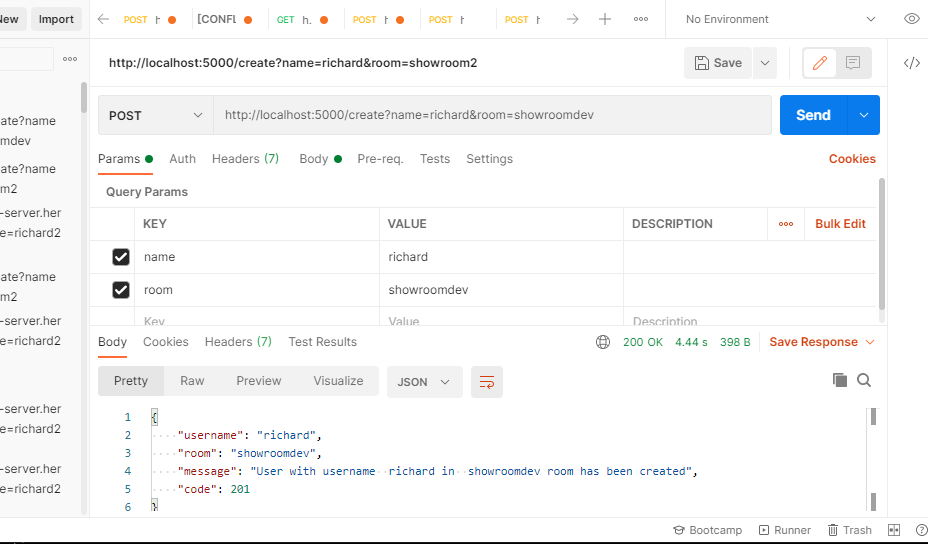 New Import POST h [CONFL GET h. POST h POST h POST h No Environment
http://localhost:5000/create?name=richard&room=showroom2 Save
POST http://localhost:5000/create?name=richard&room=showroomdev Send
ate?name
mdev
ate?name
m2
-server.her
e=richard2
ate?name
m2
-server.her
e=richard2
-server.her
e=richard2
-server.her
e=richard2
Params Auth Headers (7) Body Pre-req. Tests Settings Cookies
Query Params
KEY VALUE DESCRIPTION Bulk Edit
name richard
room showroomdev
Key Value Description
Body Cookies Headers (7) Test Results 200 OK 4.44 s 398 B Save Response
Pretty Raw Preview Visualize JSON
1 {
2 "username": "richard",
3 "room": "showroomdev",
4 "message": "User with username  richard in  showroomdev room has been created",
5 "code": 201
6 }
Bootcamp Runner Trash